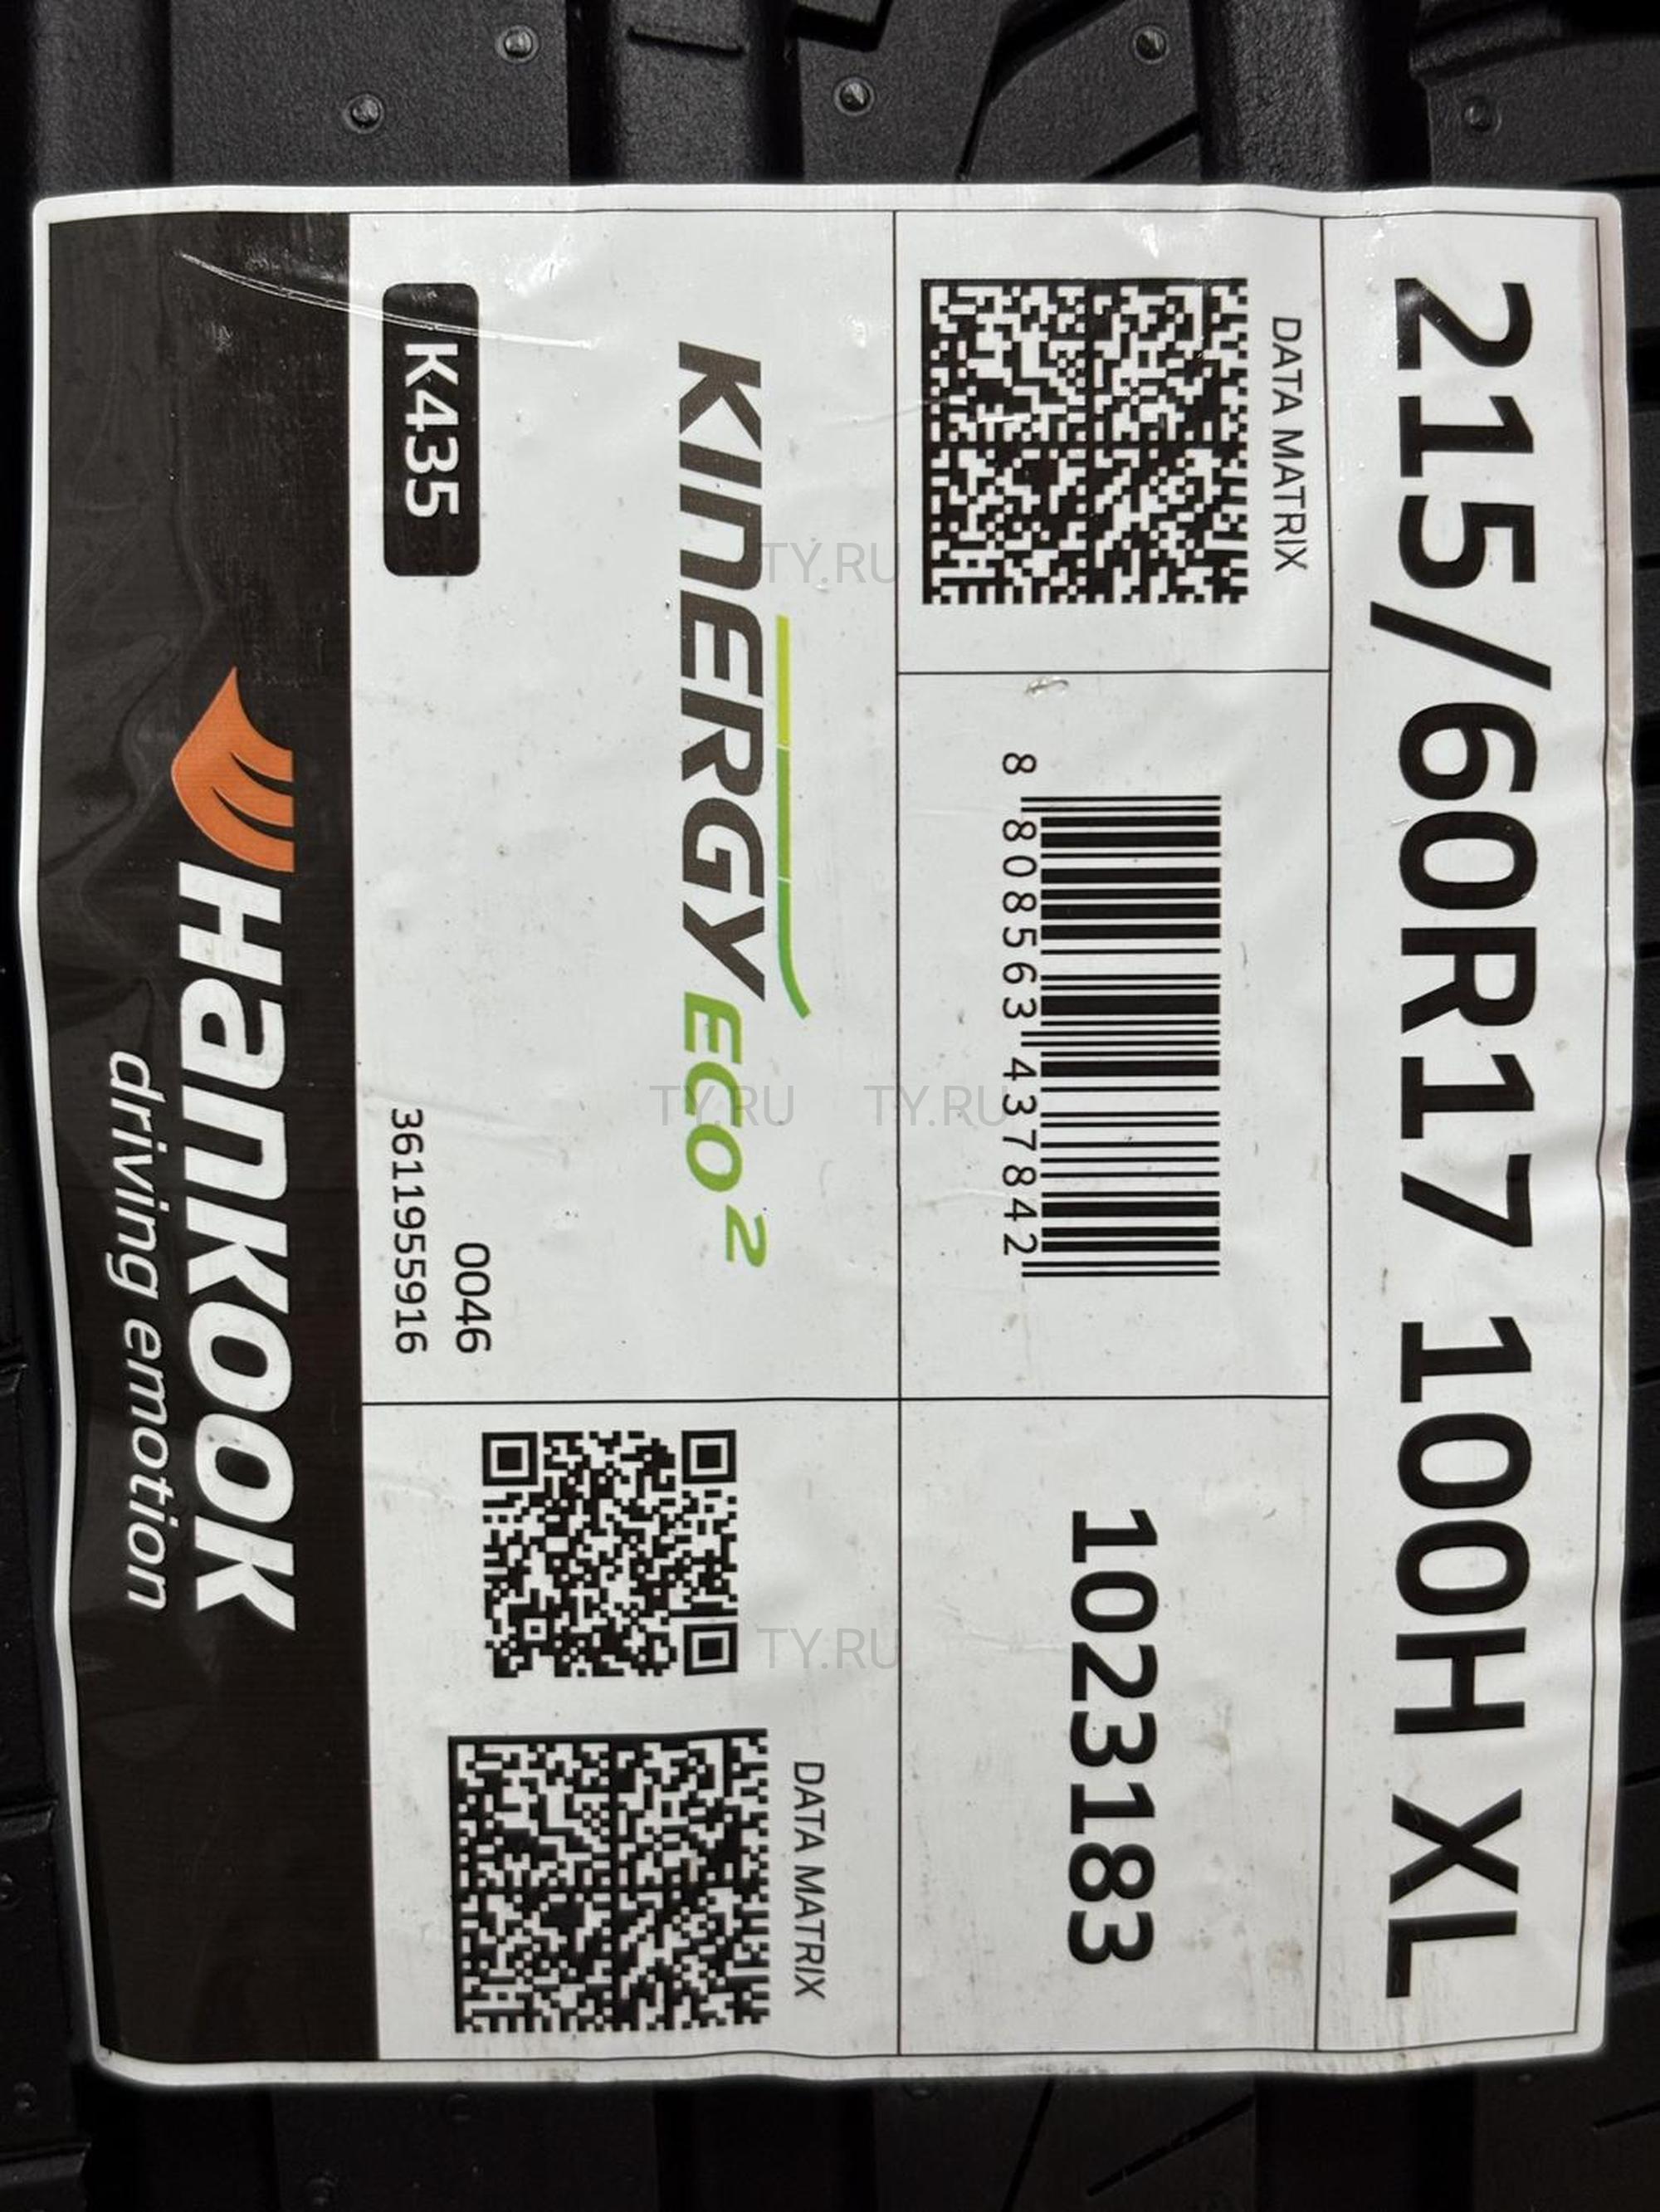 215/60R17 100H XL
DATA MATRIX
8 808563 437842
1023183
KINERGY ECO 2
K435
0046
3611955916
DATA MATRIX
Hankook
driving emotion
TY.RU
TY.RU
TY.RU
TY.RU